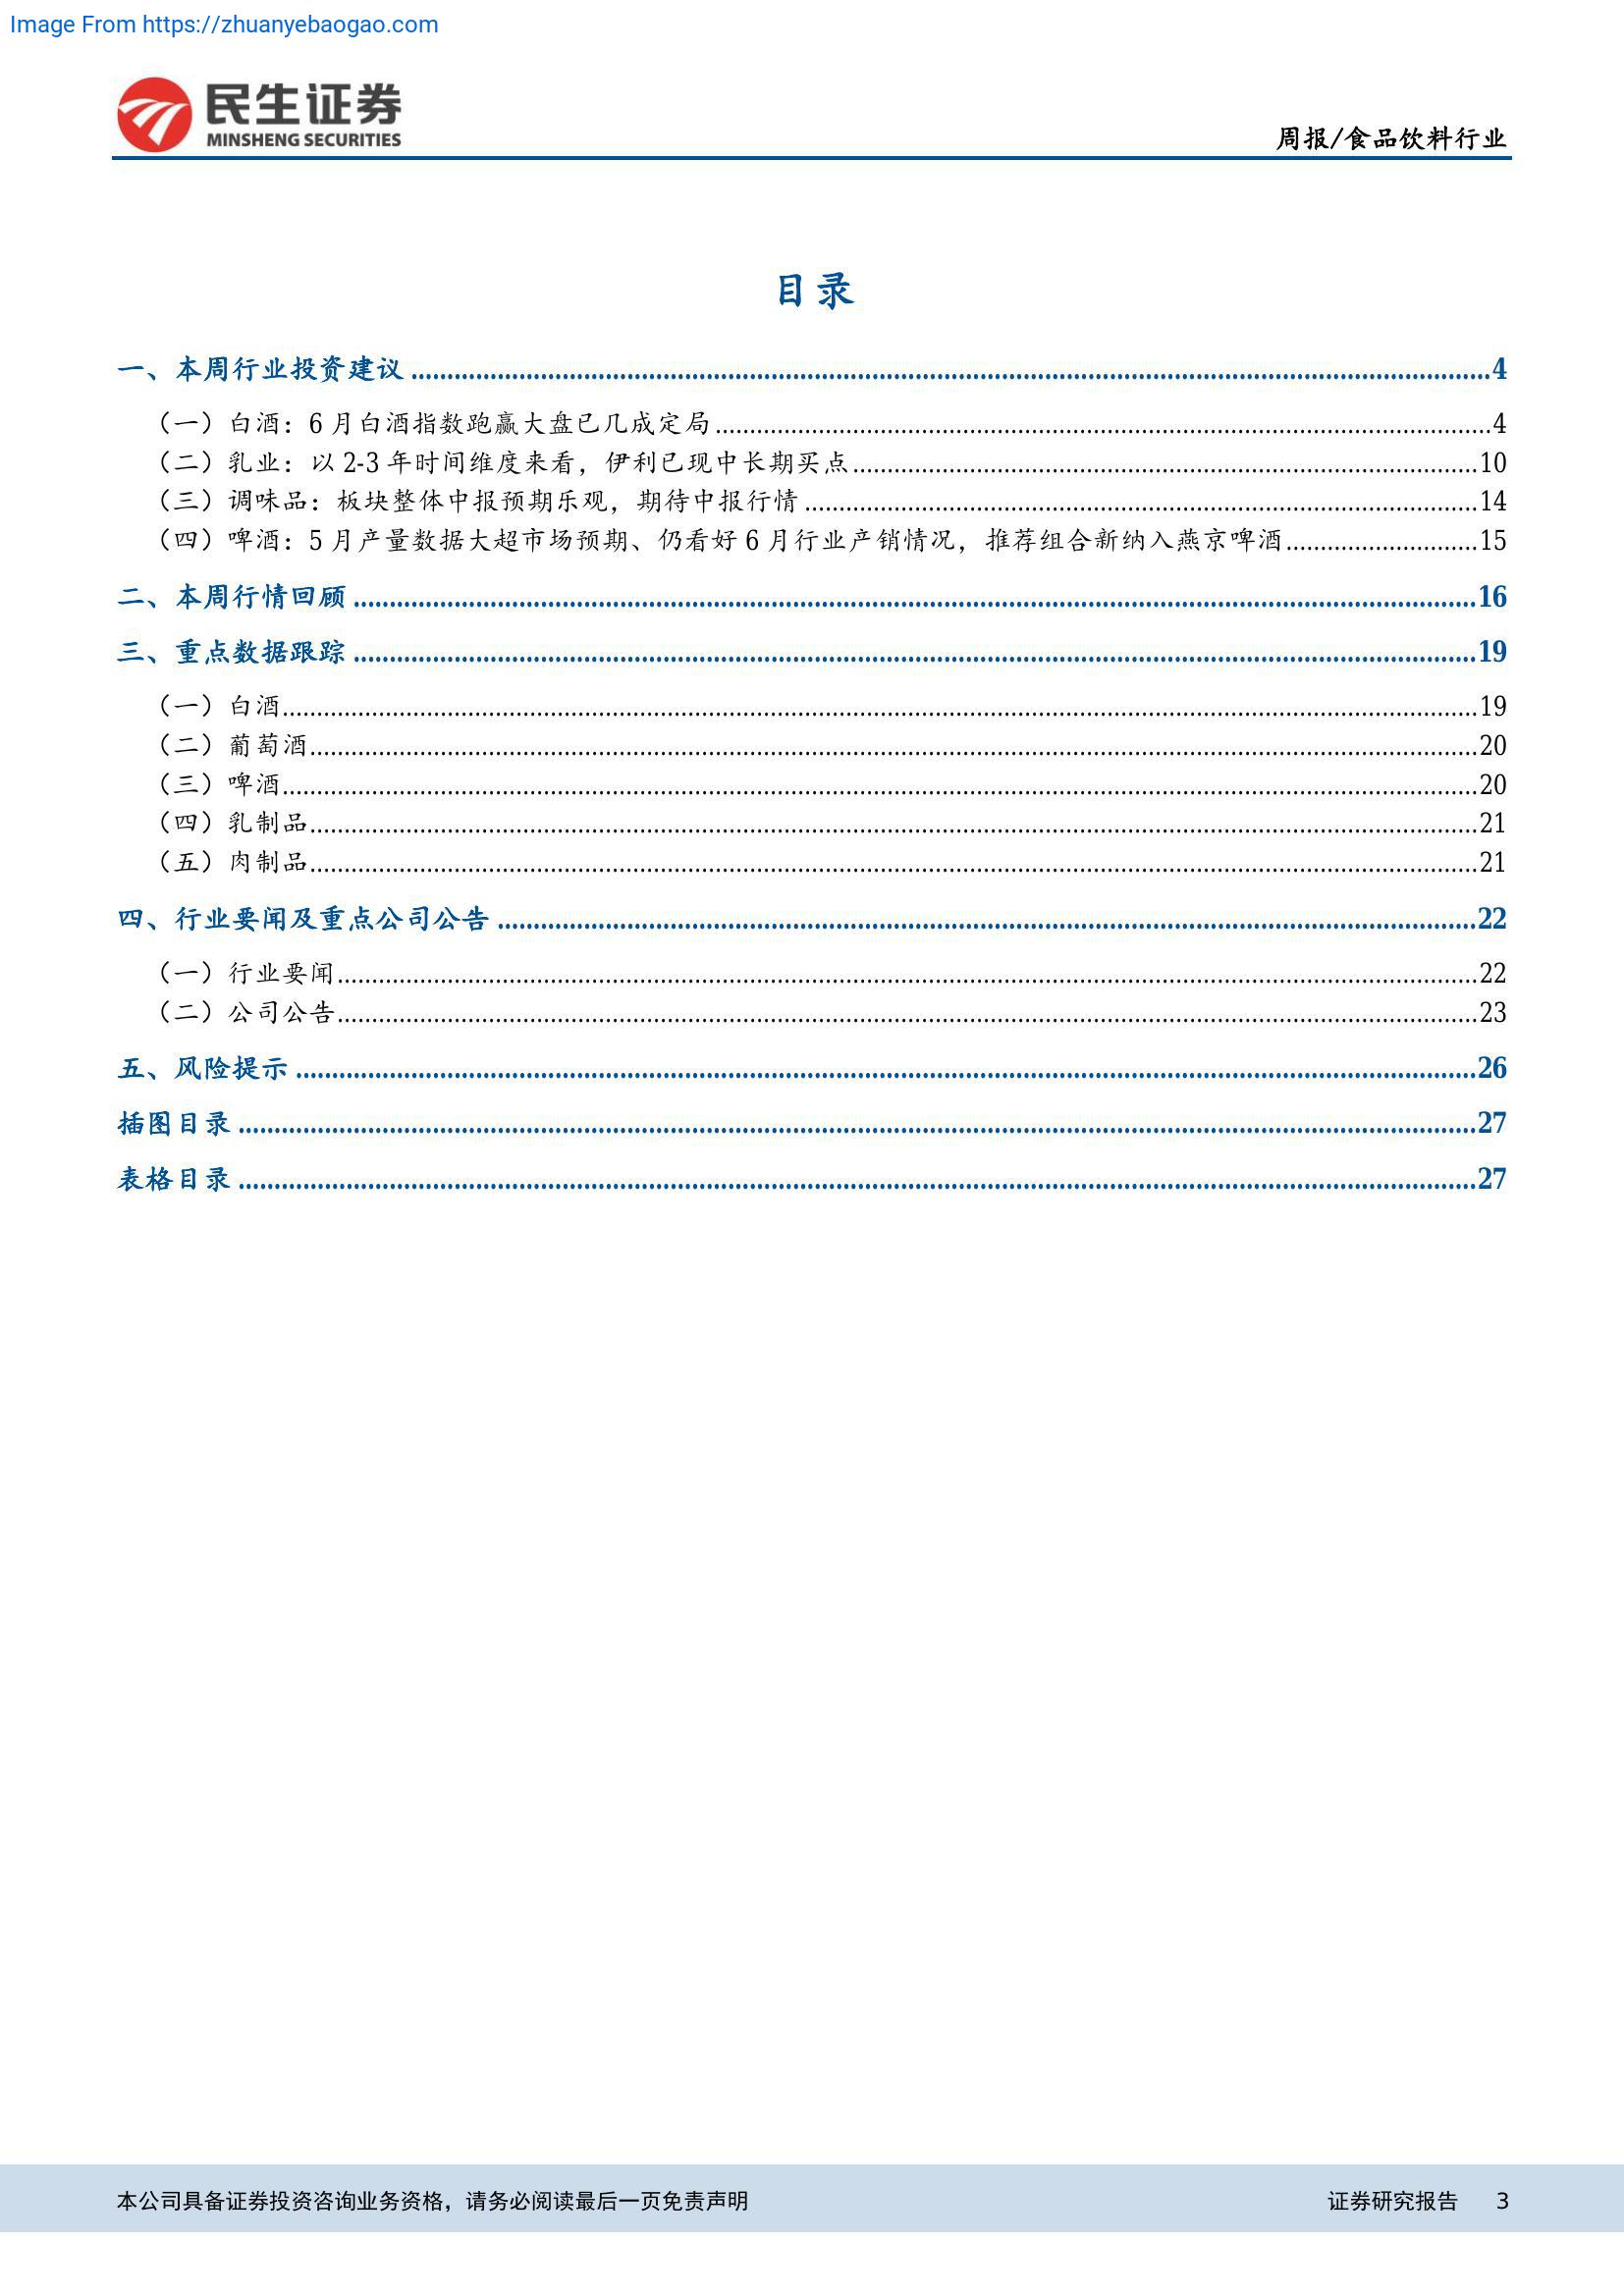 Image From https://zhuanyebaogao.com
民生证券
MINSHENG SECURITIES
周报/食品饮料行业
目录
一、本周行业投资建议 4
（一）白酒：6 月白酒指数跑赢大盘已几成定局 4
（二）乳业：以 2-3 年时间维度来看，伊利已现中长期买点 10
（三）调味品：板块整体中报预期乐观，期待中报行情 14
（四）啤酒：5 月产量数据大超市场预期、仍看好 6 月行业产销情况，推荐组合新纳入燕京啤酒 15
二、本周行情回顾 16
三、重点数据跟踪 19
（一）白酒 19
（二）葡萄酒 20
（三）啤酒 20
（四）乳制品 21
（五）肉制品 21
四、行业要闻及重点公司公告 22
（一）行业要闻 22
（二）公司公告 23
五、风险提示 26
插图目录 27
表格目录 27
本公司具备证券投资咨询业务资格，请务必阅读最后一页免责声明
证券研究报告 3